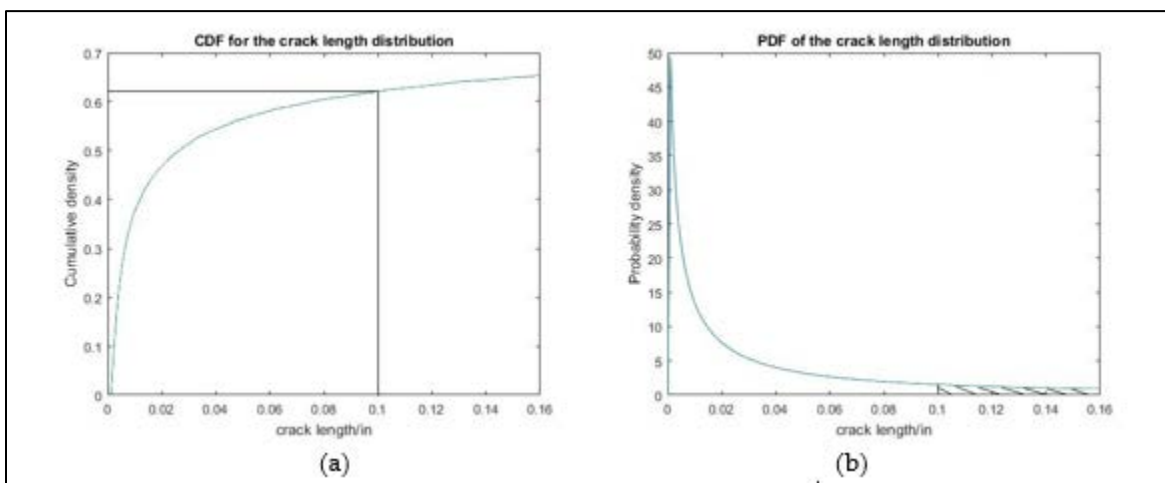 CDF for the crack length distribution
0.7
0.6
0.5
0.4
0.3
0.2
0.1
0
Cumulative density
0 0.02 0.04 0.06 0.08 0.1 0.12 0.14 0.16
crack length/in
(a)
PDF of the crack length distribution
50
45
40
35
30
25
20
15
10
5
0
Probability density
0 0.02 0.04 0.06 0.08 0.1 0.12 0.14 0.16
crack length/in
(b)